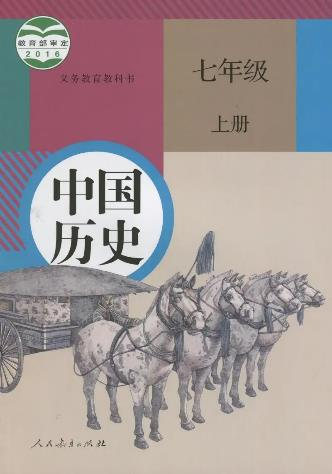 教育部审定
2016
义务教育教科书
七年级
上册
中国
历史
人民教育出版社